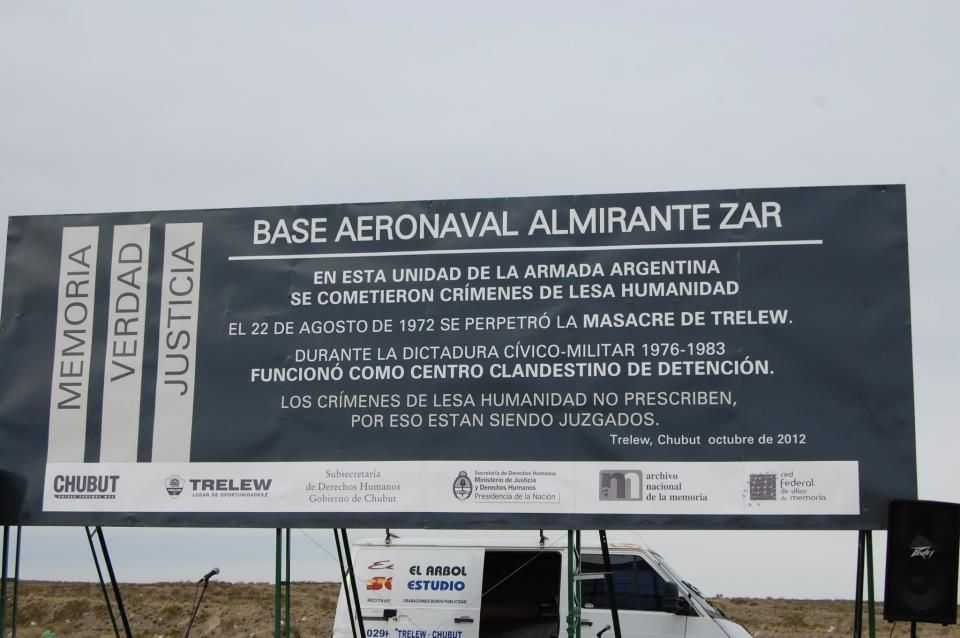 BASE AERONAVAL ALMIRANTE ZAR
MEMORIA
VERDAD
JUSTICIA
EN ESTA UNIDAD DE LA ARMADA ARGENTINA
SE COMETIERON CRÍMENES DE LESA HUMANIDAD
EL 22 DE AGOSTO DE 1972 SE PERPETRÓ LA MASACRE DE TRELEW.
DURANTE LA DICTADURA CÍVICO-MILITAR 1976-1983
FUNCIONÓ COMO CENTRO CLANDESTINO DE DETENCIÓN.
LOS CRÍMENES DE LESA HUMANIDAD NO PRESCRIBEN,
POR ESO ESTAN SIENDO JUZGADOS.
Trelew, Chubut octubre de 2012
CHUBUT
TRELEW
LUGAR DE OPORTUNIDADES
Subsecretaría
de Derechos Humanos
Gobierno de Chubut
Secretaría de Derechos Humanos
Ministerio de Justicia
y Derechos Humanos
Presidencia de la Nación
archivo
nacional
de la memoria
red
federal
de sitios
de memoria
EL ARBOL
ESTUDIO
GRABACIONES-DEMOS-PUBLICIDAD
TRELEW - CHUBUT
PEAVEY